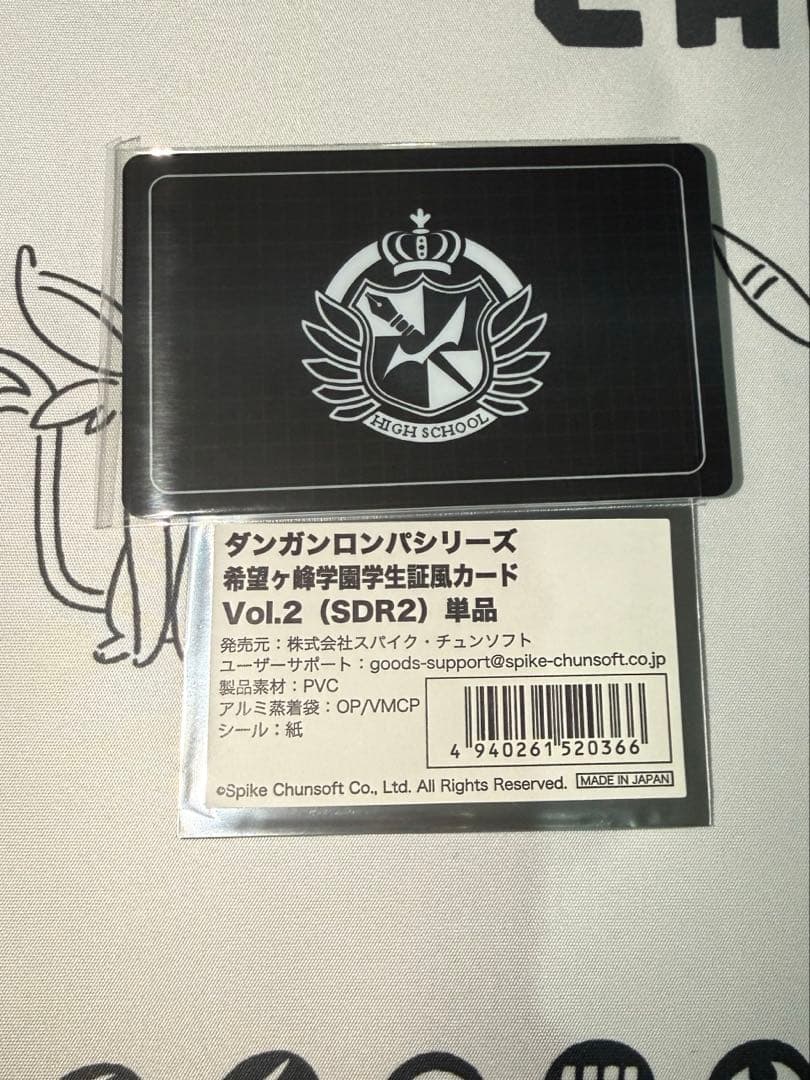 HIGH SCHOOL
ダンガンロンパシリーズ
希望ヶ峰学園学生証風カード
Vol.2（SDR2）単品
発売元：株式会社スパイク・チュンソフト
ユーザーサポート：goods-support@spike-chunsoft.co.jp
製品素材：PVC
アルミ蒸着袋：OP/VMCP
シール：紙
4 940261 520366
©Spike Chunsoft Co., Ltd. All Rights Reserved. MADE IN JAPAN